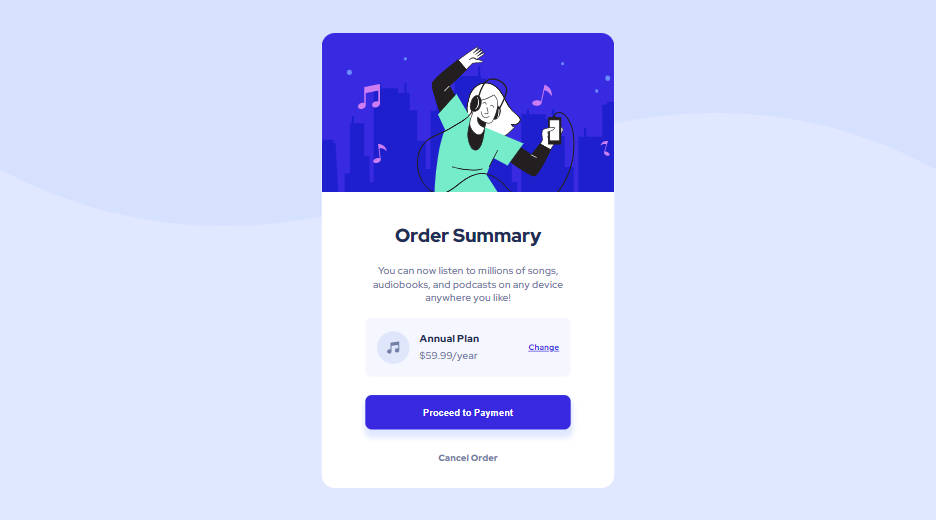 Order Summary
You can now listen to millions of songs,
audiobooks, and podcasts on any device
anywhere you like!
Annual Plan
$59.99/year
Change
Proceed to Payment
Cancel Order